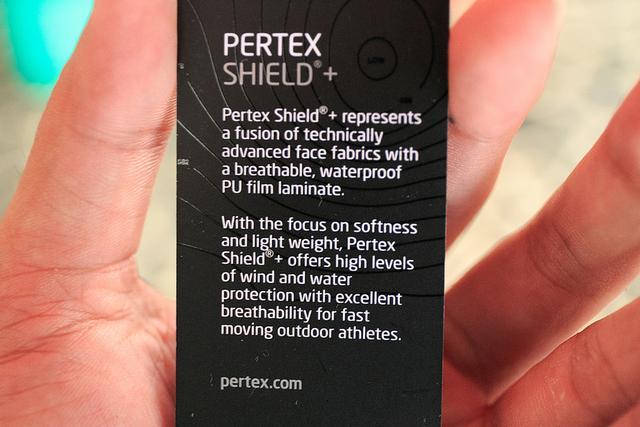 PERTEX
SHIELD®+
LOW
Pertex Shield®+ represents
a fusion of technically
advanced face fabrics with
a breathable, waterproof
PU film laminate.
With the focus on softness
and light weight, Pertex
Shield®+ offers high levels
of wind and water
protection with excellent
breathability for fast
moving outdoor athletes.
pertex.com